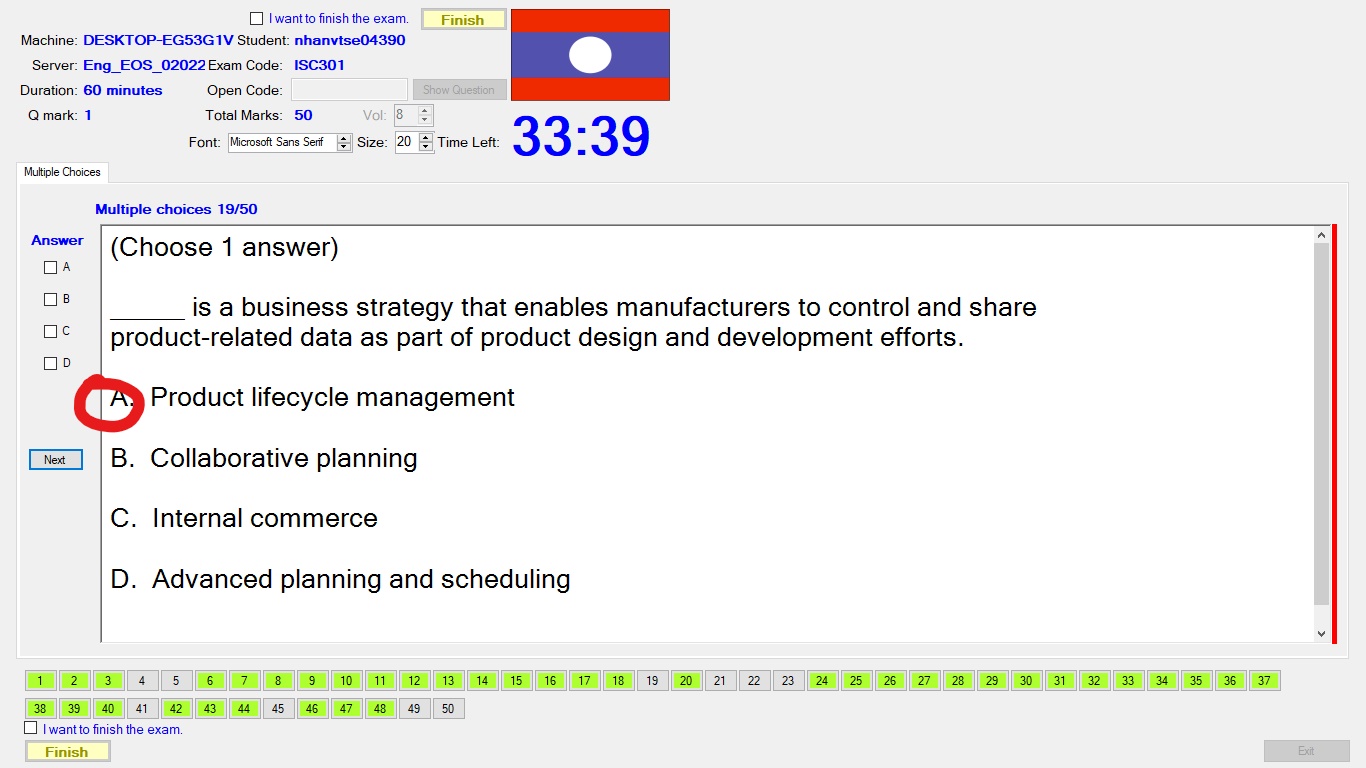 I want to finish the exam. Finish
Machine: DESKTOP-EG53G1V Student: nhanvtse04390
Server: Eng_EOS_02022 Exam Code: ISC301
Duration: 60 minutes Open Code: Show Question
Q mark: 1 Total Marks: 50 Vol: 8
Font: Microsoft Sans Serif Size: 20 Time Left: 33:39
Multiple Choices
Multiple choices 19/50
Answer
A
B
C
D
Next
(Choose 1 answer)
______ is a business strategy that enables manufacturers to control and share
product-related data as part of product design and development efforts.
A. Product lifecycle management
B. Collaborative planning
C. Internal commerce
D. Advanced planning and scheduling
1 2 3 4 5 6 7 8 9 10 11 12 13 14 15 16 17 18 19 20 21 22 23 24 25 26 27 28 29 30 31 32 33 34 35 36 37
38 39 40 41 42 43 44 45 46 47 48 49 50
I want to finish the exam.
Finish Exit